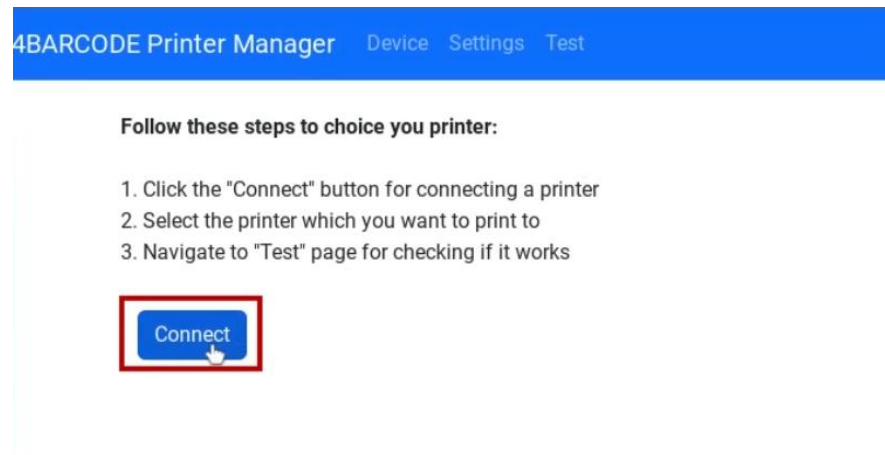 4BARCODE Printer Manager Device Settings Test
Follow these steps to choice you printer:
1. Click the "Connect" button for connecting a printer
2. Select the printer which you want to print to
3. Navigate to "Test" page for checking if it works
Connect